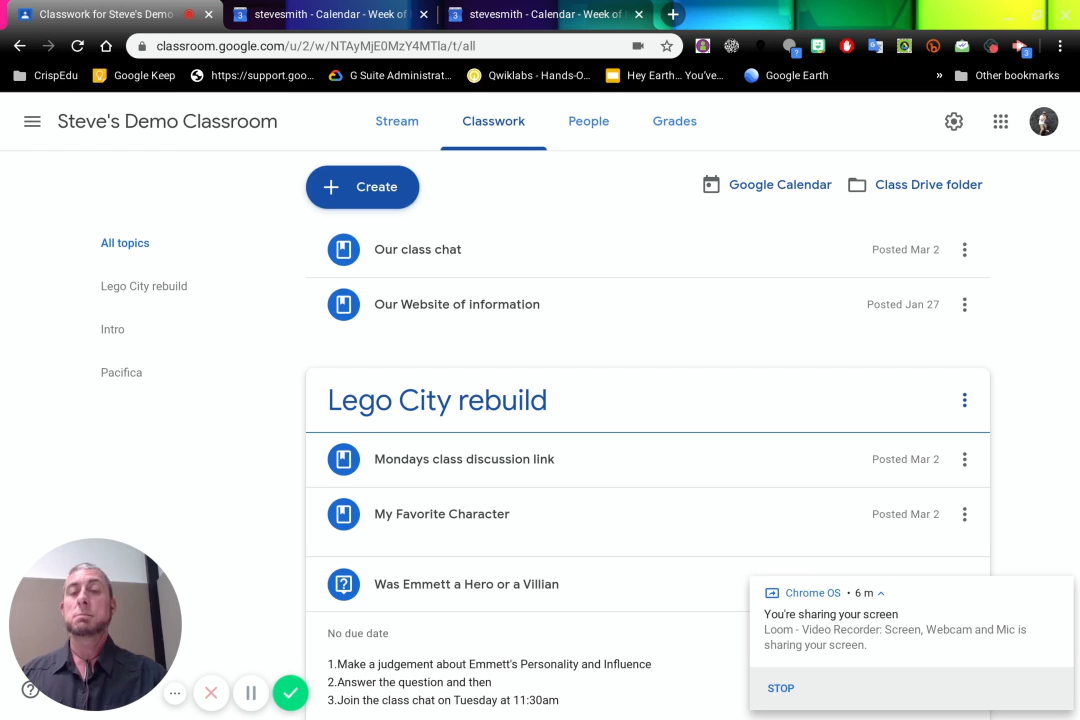 Classwork for Steve's Demo
stevesmith - Calendar - Week of
stevesmith - Calendar - Week of
classroom.google.com/u/2/w/NTAyMjE0MzY4MTla/t/all
CrispEdu
Google Keep
https://support.goo...
G Suite Administrat...
Qwiklabs - Hands-O...
Hey Earth... You've...
Google Earth
» Other bookmarks
Steve's Demo Classroom
Stream
Classwork
People
Grades
+ Create
Google Calendar
Class Drive folder
All topics
Lego City rebuild
Intro
Pacifica
Our class chat
Posted Mar 2
Our Website of information
Posted Jan 27
Lego City rebuild
Mondays class discussion link
Posted Mar 2
My Favorite Character
Posted Mar 2
Was Emmett a Hero or a Villian
No due date
1.Make a judgement about Emmett's Personality and Influence
2.Answer the question and then
3.Join the class chat on Tuesday at 11:30am
Chrome OS • 6 m
You're sharing your screen
Loom - Video Recorder: Screen, Webcam and Mic is
sharing your screen.
STOP